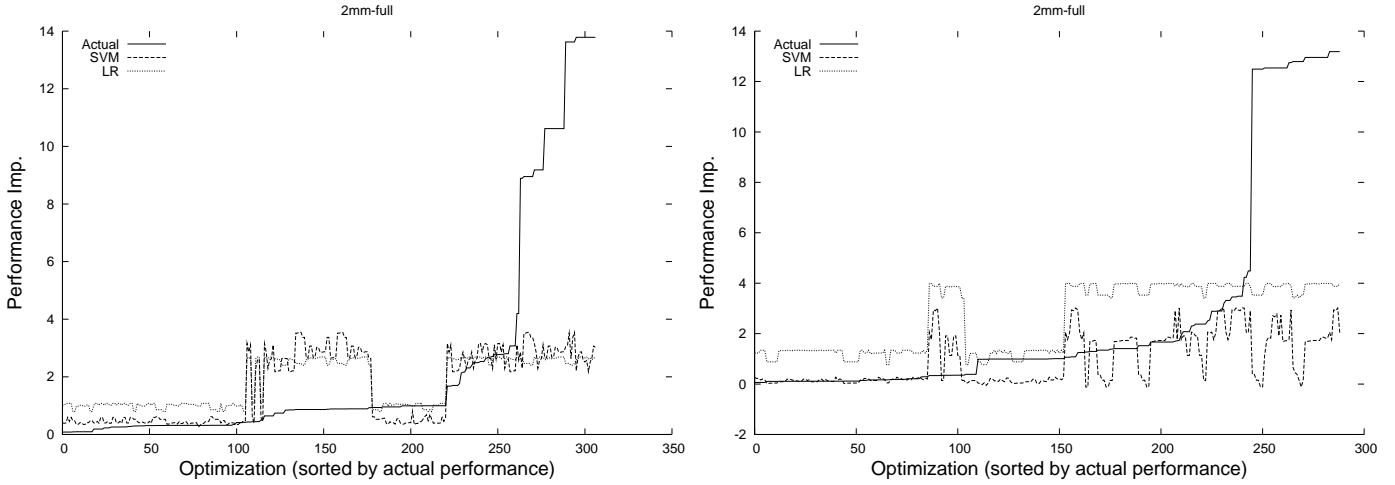 2mm-full
14
12
10
8
6
4
2
0
Performance Imp.
Actual
SVM
LR
0 50 100 150 200 250 300 350
Optimization (sorted by actual performance)
2mm-full
14
12
10
8
6
4
2
0
-2
Performance Imp.
Actual
SVM
LR
0 50 100 150 200 250 300
Optimization (sorted by actual performance)